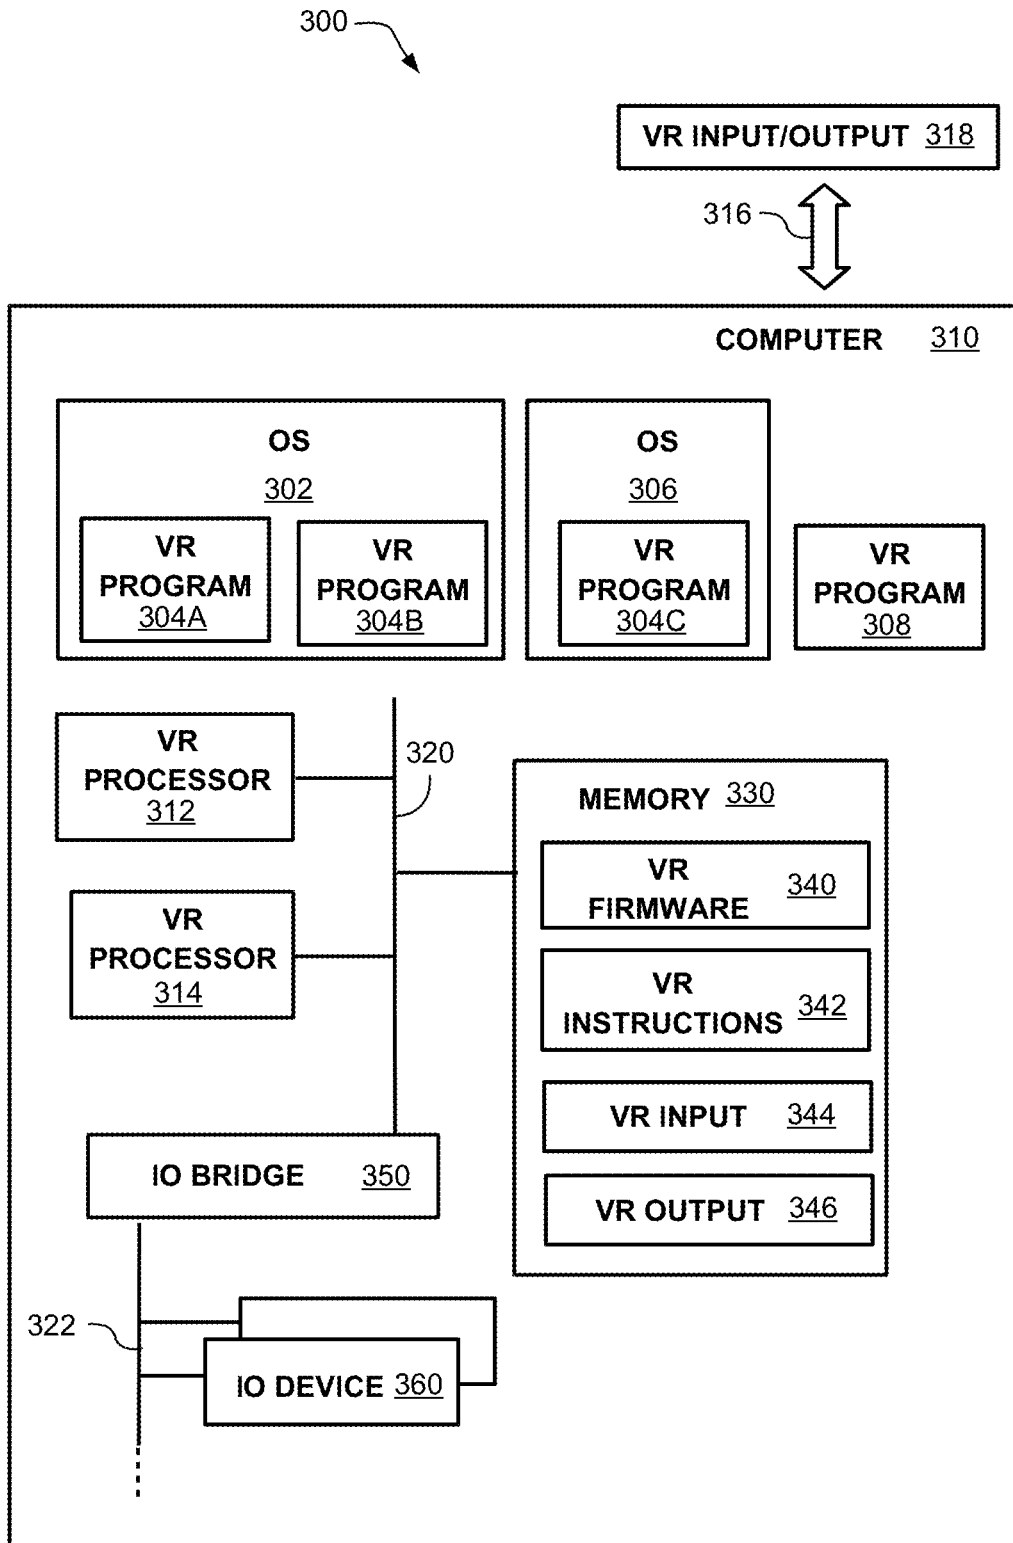 300
VR INPUT/OUTPUT 318
316
COMPUTER 310
OS
302
VR
PROGRAM
304A
VR
PROGRAM
304B
OS
306
VR
PROGRAM
304C
VR
PROGRAM
308
VR
PROCESSOR
312
320
MEMORY 330
VR
FIRMWARE 340
VR
INSTRUCTIONS 342
VR INPUT 344
VR OUTPUT 346
VR
PROCESSOR
314
IO BRIDGE 350
322
IO DEVICE 360